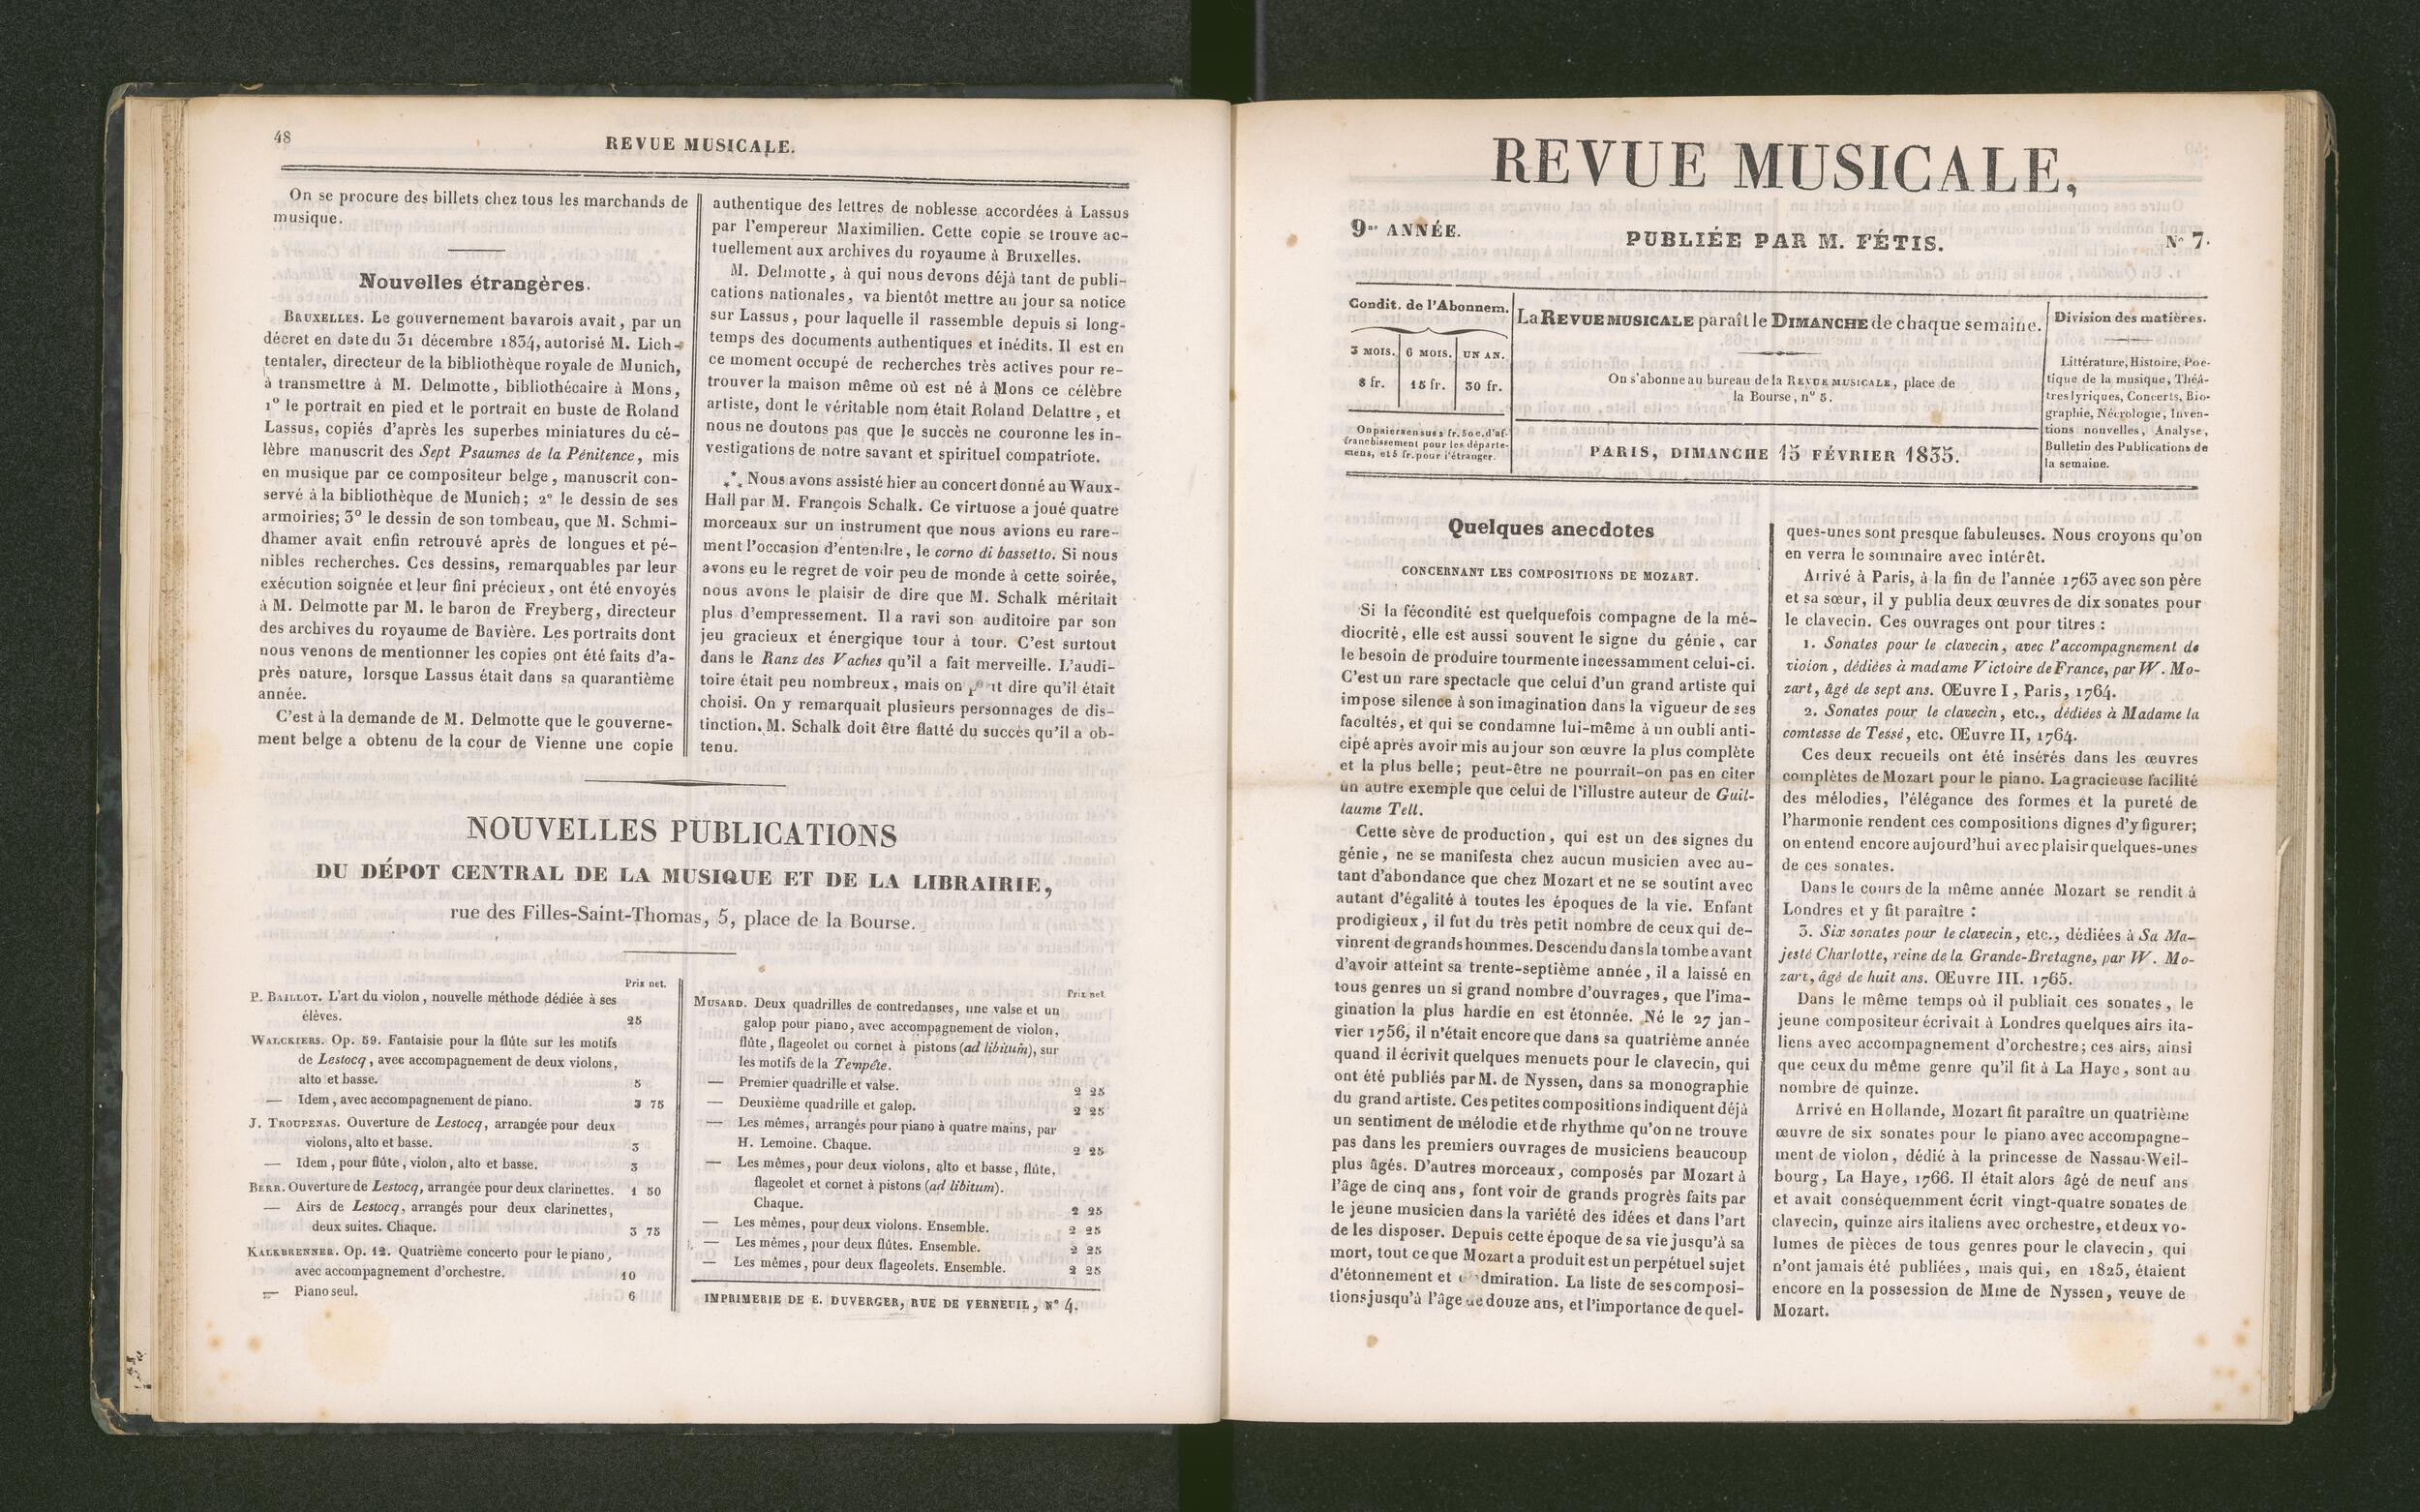 48
REVUE MUSICALE.
On se procure des billets chez tous les marchands de
musique.
Nouvelles étrangères.
BRUXELLES. Le gouvernement bavarois avait, par un
décret en date du 31 décembre 1834, autorisé M. Lich-
tentaler, directeur de la bibliothèque royale de Munich,
à transmettre à M. Delmotte, bibliothécaire à Mons,
1° le portrait en pied et le portrait en buste de Roland
Lassus, copiés d'après les superbes miniatures du cé-
lèbre manuscrit des Sept Psaumes de la Pénitence, mis
en musique par ce compositeur belge, manuscrit con-
servé à la bibliothèque de Munich; 2° le dessin de ses
armoiries; 3° le dessin de son tombeau, que M. Schmi-
dhamer avait enfin retrouvé après de longues et pé-
nibles recherches. Ces dessins, remarquables par leur
exécution soignée et leur fini précieux, ont été envoyés
à M. Delmotte par M. le baron de Freyberg, directeur
des archives du royaume de Bavière. Les portraits dont
nous venons de mentionner les copies ont été faits d'a-
près nature, lorsque Lassus était dans sa quarantième
année.
C'est à la demande de M. Delmotte que le gouverne-
ment belge a obtenu de la cour de Vienne une copie
authentique des lettres de noblesse accordées à Lassus
par l'empereur Maximilien. Cette copie se trouve ac-
tuellement aux archives du royaume à Bruxelles.
M. Delmotte, à qui nous devons déjà tant de publi-
cations nationales, va bientôt mettre au jour sa notice
sur Lassus, pour laquelle il rassemble depuis si long-
temps des documents authentiques et inédits. Il est en
ce moment occupé de recherches très actives pour re-
trouver la maison même où est né à Mons ce célèbre
artiste, dont le véritable nom était Roland Delattre, et
nous ne doutons pas que le succès ne couronne les in-
vestigations de notre savant et spirituel compatriote.
*** Nous avons assisté hier au concert donné au Waux-
Hall par M. François Schalk. Ce virtuose a joué quatre
morceaux sur un instrument que nous avions eu rare-
ment l'occasion d'entendre, le corno di bassetto. Si nous
avons eu le regret de voir peu de monde à cette soirée,
nous avons le plaisir de dire que M. Schalk méritait
plus d'empressement. Il a ravi son auditoire par son
jeu gracieux et énergique tour à tour. C'est surtout
dans le Ranz des Vaches qu'il a fait merveille. L'audi-
toire était peu nombreux, mais on dire qu'il était
choisi. On y remarquait plusieurs personnages de dis-
tinction. M. Schalk doit être flatté du succès qu'il a ob-
tenu.
NOUVELLES PUBLICATIONS
DU DÉPOT CENTRAL DE LA MUSIQUE ET DE LA LIBRAIRIE,
rue des Filles-Saint-Thomas, 5, place de la Bourse.
Prix net.
P. BAILLOT. L'art du violon, nouvelle méthode dédiée à ses
élèves. 25
WALCKIERS. Op. 59. Fantaisie pour la flûte sur les motifs
de Lestocq, avec accompagnement de deux violons,
alto et basse. 5
— Idem, avec accompagnement de piano. 3 75
J. TROUPENAS. Ouverture de Lestocq, arrangée pour deux
violons, alto et basse. 3
— Idem, pour flûte, violon, alto et basse. 3
BERR. Ouverture de Lestocq, arrangée pour deux clarinettes. 1 50
— Airs de Lestocq, arrangés pour deux clarinettes,
deux suites. Chaque. 3 75
KALKBRENNER. Op. 12. Quatrième concerto pour le piano,
avec accompagnement d'orchestre. 10
— Piano seul. 6
Prix net.
MUSARD. Deux quadrilles de contredanses, une valse et un
galop pour piano, avec accompagnement de violon,
flûte, flageolet ou cornet à pistons (ad libitum), sur
les motifs de la Tempête.
— Premier quadrille et valse. 2 25
— Deuxième quadrille et galop. 2 25
— Les mêmes, arrangés pour piano à quatre mains, par
H. Lemoine. Chaque. 2 25
— Les mêmes, pour deux violons, alto et basse, flûte,
flageolet et cornet à pistons (ad libitum).
Chaque. 2 25
— Les mêmes, pour deux violons. Ensemble. 2 25
— Les mêmes, pour deux flûtes. Ensemble. 2 25
— Les mêmes, pour deux flageolets. Ensemble. 2 25
IMPRIMERIE DE E. DUVERGER, RUE DE VERNEUIL, N° 4.
REVUE MUSICALE,
9me ANNÉE.
PUBLIÉE PAR M. FÉTIS.
N° 7.
Condit. de l'Abonnem.
3 MOIS. 6 MOIS. UN AN.
8 fr. 15 fr. 30 fr.
On paiera en sus 2 fr. 50 c. d'af-
franchissement pour les départe-
mens, et 5 fr. pour l'étranger.
La REVUE MUSICALE paraît le DIMANCHE de chaque semaine.
On s'abonne au bureau de la REVUE MUSICALE, place de
la Bourse, n° 5.
PARIS, DIMANCHE 15 FÉVRIER 1835.
Division des matières.
Littérature, Histoire, Poé-
tique de la musique, Théâ-
tres lyriques, Concerts, Bio-
graphie, Nécrologie, Inven-
tions nouvelles, Analyse,
Bulletin des Publications de
la semaine.
Quelques anecdotes
CONCERNANT LES COMPOSITIONS DE MOZART.
Si la fécondité est quelquefois compagne de la mé-
diocrité, elle est aussi souvent le signe du génie, car
le besoin de produire tourmente incessamment celui-ci.
C'est un rare spectacle que celui d'un grand artiste qui
impose silence à son imagination dans la vigueur de ses
facultés, et qui se condamne lui-même à un oubli anti-
cipé après avoir mis au jour son œuvre la plus complète
et la plus belle; peut-être ne pourrait-on pas en citer
un autre exemple que celui de l'illustre auteur de Guil-
laume Tell.
Cette sève de production, qui est un des signes du
génie, ne se manifesta chez aucun musicien avec au-
tant d'abondance que chez Mozart et ne se soutint avec
autant d'égalité à toutes les époques de la vie. Enfant
prodigieux, il fut du très petit nombre de ceux qui de-
vinrent de grands hommes. Descendu dans la tombe avant
d'avoir atteint sa trente-septième année, il a laissé en
tous genres un si grand nombre d'ouvrages, que l'ima-
gination la plus hardie en est étonnée. Né le 27 jan-
vier 1756, il n'était encore que dans sa quatrième année
quand il écrivit quelques menuets pour le clavecin, qui
ont été publiés par M. de Nyssen, dans sa monographie
du grand artiste. Ces petites compositions indiquent déjà
un sentiment de mélodie et de rhythme qu'on ne trouve
pas dans les premiers ouvrages de musiciens beaucoup
plus âgés. D'autres morceaux, composés par Mozart à
l'âge de cinq ans, font voir de grands progrès faits par
le jeune musicien dans la variété des idées et dans l'art
de les disposer. Depuis cette époque de sa vie jusqu'à sa
mort, tout ce que Mozart a produit est un perpétuel sujet
d'étonnement et d'admiration. La liste de ses composi-
tions jusqu'à l'âge de douze ans, et l'importance de quel-
ques-unes sont presque fabuleuses. Nous croyons qu'on
en verra le sommaire avec intérêt.
Arrivé à Paris, à la fin de l'année 1763 avec son père
et sa sœur, il y publia deux œuvres de dix sonates pour
le clavecin. Ces ouvrages ont pour titres :
1. Sonates pour le clavecin, avec l'accompagnement de
violon, dédiées à madame Victoire de France, par W. Mo-
zart, âgé de sept ans. Œuvre I, Paris, 1764.
2. Sonates pour le clavecin, etc., dédiées à Madame la
comtesse de Tessé, etc. Œuvre II, 1764.
Ces deux recueils ont été insérés dans les œuvres
complètes de Mozart pour le piano. La gracieuse facilité
des mélodies, l'élégance des formes et la pureté de
l'harmonie rendent ces compositions dignes d'y figurer;
on entend encore aujourd'hui avec plaisir quelques-unes
de ces sonates.
Dans le cours de la même année Mozart se rendit à
Londres et y fit paraître :
3. Six sonates pour le clavecin, etc., dédiées à Sa Ma-
jesté Charlotte, reine de la Grande-Bretagne, par W. Mo-
zart, âgé de huit ans. Œuvre III. 1765.
Dans le même temps où il publiait ces sonates, le
jeune compositeur écrivait à Londres quelques airs ita-
liens avec accompagnement d'orchestre; ces airs, ainsi
que ceux du même genre qu'il fit à La Haye, sont au
nombre de quinze.
Arrivé en Hollande, Mozart fit paraître un quatrième
œuvre de six sonates pour le piano avec accompagne-
ment de violon, dédié à la princesse de Nassau-Weil-
bourg, La Haye, 1766. Il était alors âgé de neuf ans
et avait conséquemment écrit vingt-quatre sonates de
clavecin, quinze airs italiens avec orchestre, et deux vo-
lumes de pièces de tous genres pour le clavecin, qui
n'ont jamais été publiées, mais qui, en 1825, étaient
encore en la possession de Mme de Nyssen, veuve de
Mozart.